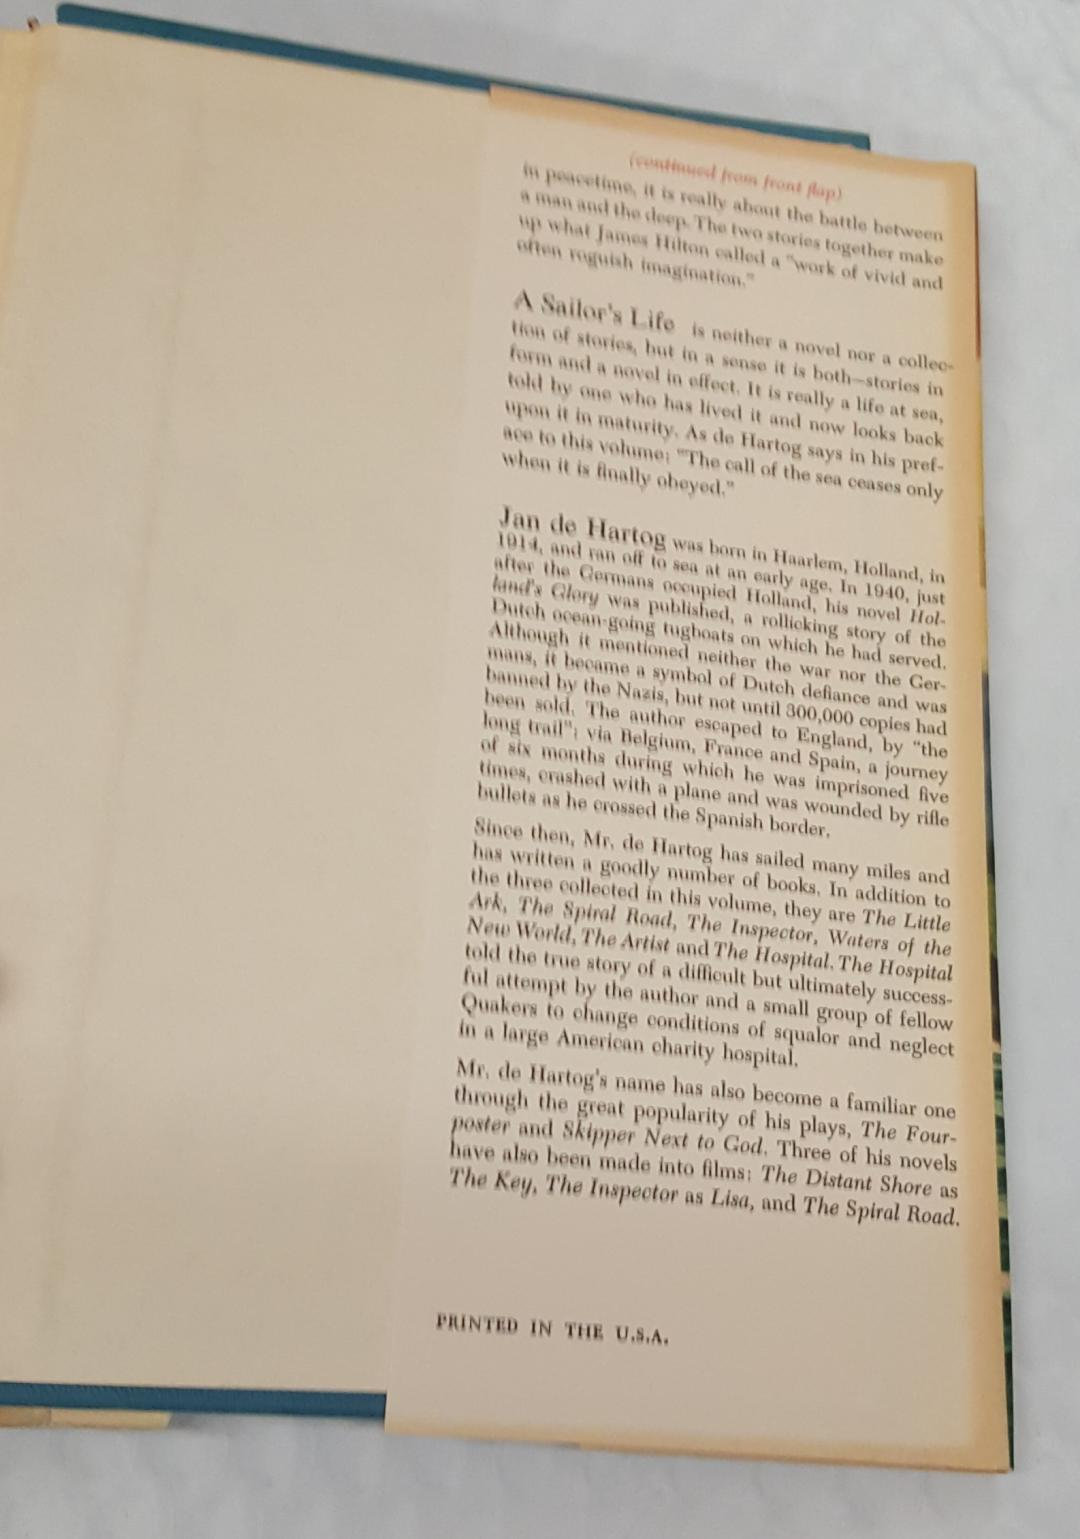 (continued from front flap)
in peacetime, it is really about the battle between
a man and the deep. The two stories together make
up what James Hilton called a "work of vivid and
often roguish imagination."
A Sailor's Life is neither a novel nor a collec-
tion of stories, but in a sense it is both—stories in
form and a novel in effect. It is really a life at sea,
told by one who has lived it and now looks back
upon it in maturity. As de Hartog says in his pref-
ace to this volume: "The call of the sea ceases only
when it is finally obeyed."
Jan de Hartog was born in Haarlem, Holland, in
1914, and ran off to sea at an early age. In 1940, just
after the Germans occupied Holland, his novel Hol-
land's Glory was published, a rollicking story of the
Dutch ocean-going tugboats on which he had served.
Although it mentioned neither the war nor the Ger-
mans, it became a symbol of Dutch defiance and was
banned by the Nazis, but not until 300,000 copies had
been sold. The author escaped to England, by "the
long trail"; via Belgium, France and Spain, a journey
of six months during which he was imprisoned five
times, crashed with a plane and was wounded by rifle
bullets as he crossed the Spanish border.
Since then, Mr. de Hartog has sailed many miles and
has written a goodly number of books. In addition to
the three collected in this volume, they are The Little
Ark, The Spiral Road, The Inspector, Waters of the
New World, The Artist and The Hospital. The Hospital
told the true story of a difficult but ultimately success-
ful attempt by the author and a small group of fellow
Quakers to change conditions of squalor and neglect
in a large American charity hospital.
Mr. de Hartog's name has also become a familiar one
through the great popularity of his plays, The Four-
poster and Skipper Next to God. Three of his novels
have also been made into films: The Distant Shore as
The Key, The Inspector as Lisa, and The Spiral Road.
PRINTED IN THE U.S.A.